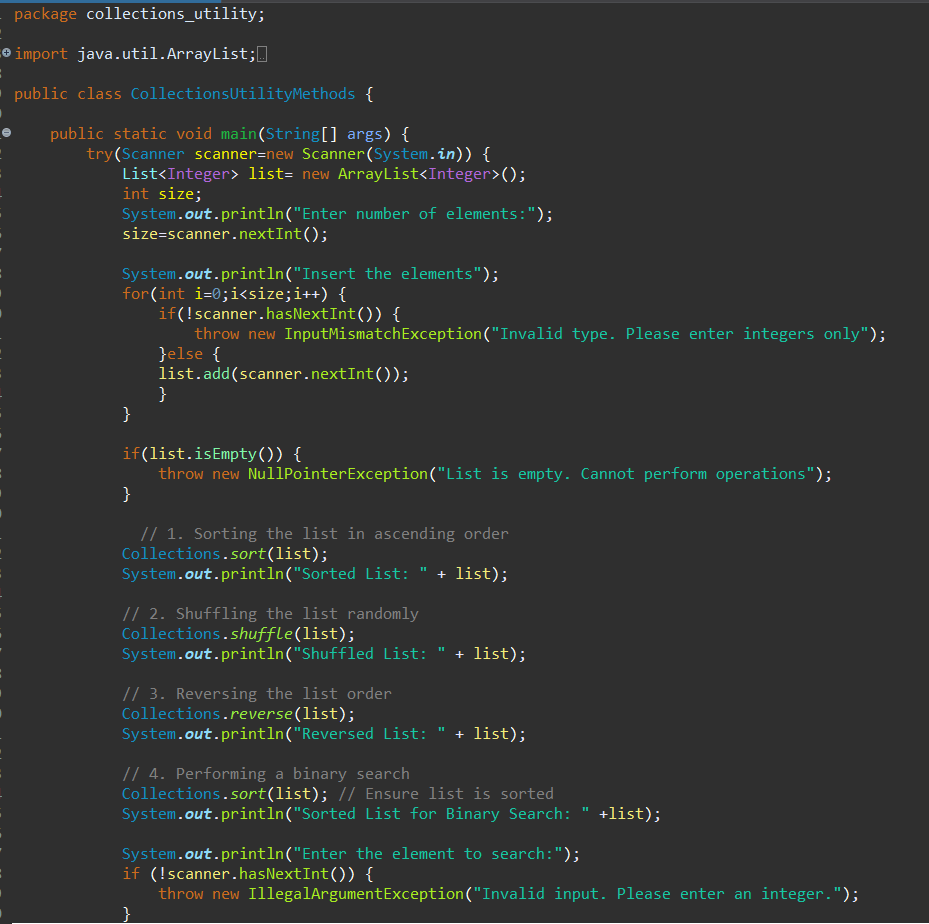 package collections_utility;
import java.util.ArrayList;
public class CollectionsUtilityMethods {
public static void main(String[] args) {
try(Scanner scanner=new Scanner(System.in)) {
List<Integer> list= new ArrayList<Integer>();
int size;
System.out.println("Enter number of elements:");
size=scanner.nextInt();
System.out.println("Insert the elements");
for(int i=0;i<size;i++) {
if(!scanner.hasNextInt()) {
throw new InputMismatchException("Invalid type. Please enter integers only");
}else {
list.add(scanner.nextInt());
}
}
if(list.isEmpty()) {
throw new NullPointerException("List is empty. Cannot perform operations");
}
// 1. Sorting the list in ascending order
Collections.sort(list);
System.out.println("Sorted List: " + list);
// 2. Shuffling the list randomly
Collections.shuffle(list);
System.out.println("Shuffled List: " + list);
// 3. Reversing the list order
Collections.reverse(list);
System.out.println("Reversed List: " + list);
// 4. Performing a binary search
Collections.sort(list); // Ensure list is sorted
System.out.println("Sorted List for Binary Search: " +list);
System.out.println("Enter the element to search:");
if (!scanner.hasNextInt()) {
throw new IllegalArgumentException("Invalid input. Please enter an integer.");
}